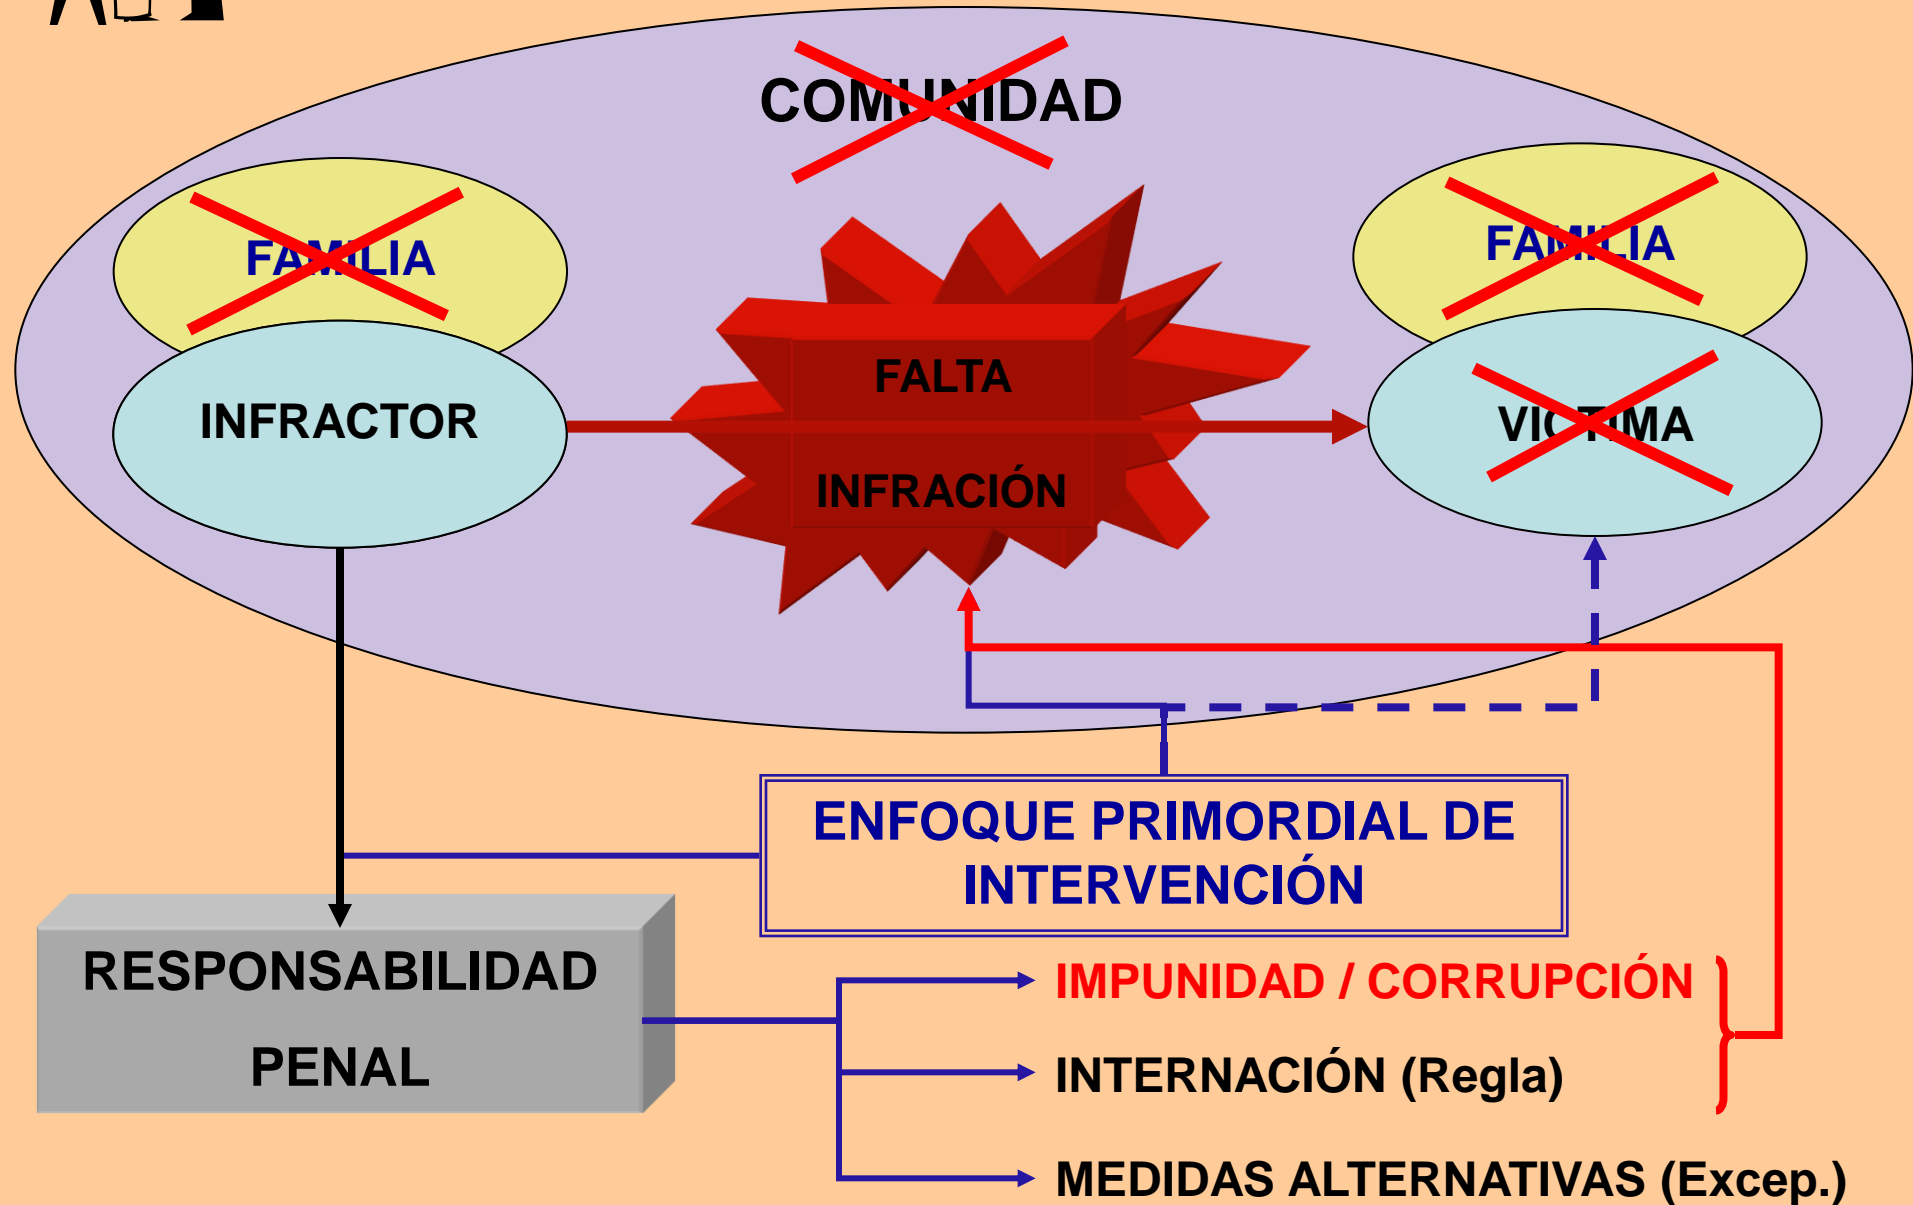 COMUNIDAD
FAMILIA
FAMILIA
INFRACTOR
FALTA
INFRACIÓN
VICTIMA
ENFOQUE PRIMORDIAL DE
INTERVENCIÓN
RESPONSABILIDAD
PENAL
IMPUNIDAD / CORRUPCIÓN
INTERNACIÓN (Regla)
MEDIDAS ALTERNATIVAS (Excep.)